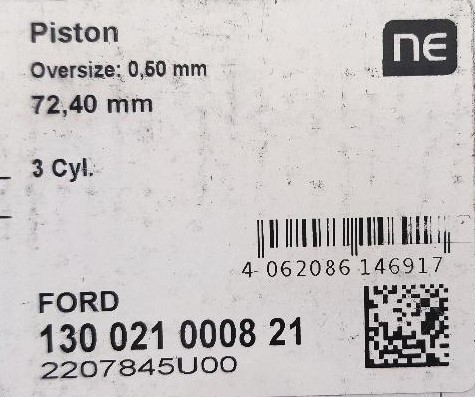 Piston
Oversize: 0,50 mm
72,40 mm
3 Cyl.
4 062086 146917
FORD
130 021 0008 21
2207845U00
ne